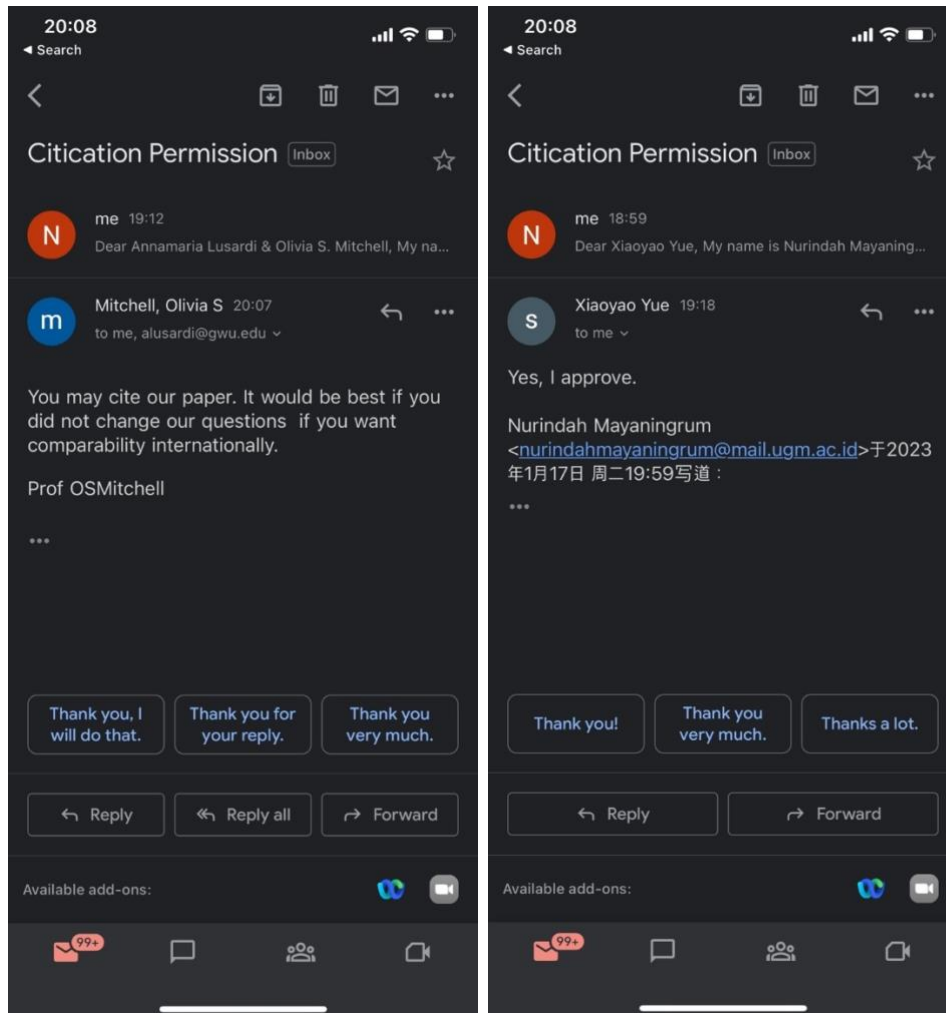 20:08
◄ Search
Citication Permission Inbox
N
me 19:12
Dear Annamaria Lusardi & Olivia S. Mitchell, My na...
m
Mitchell, Olivia S 20:07
to me, alusardi@gwu.edu
You may cite our paper. It would be best if you
did not change our questions if you want
comparability internationally.
Prof OSMitchell
...
Thank you, I
will do that.
Thank you for
your reply.
Thank you
very much.
Reply
Reply all
Forward
Available add-ons:
99+
20:08
◄ Search
Citication Permission Inbox
N
me 18:59
Dear Xiaoyao Yue, My name is Nurindah Mayaning...
S
Xiaoyao Yue 19:18
to me
Yes, I approve.
Nurindah Mayaningrum
<nurindahmayaningrum@mail.ugm.ac.id>于2023
年1月17日 周二19:59写道：
...
Thank you!
Thank you
very much.
Thanks a lot.
Reply
Forward
Available add-ons:
99+